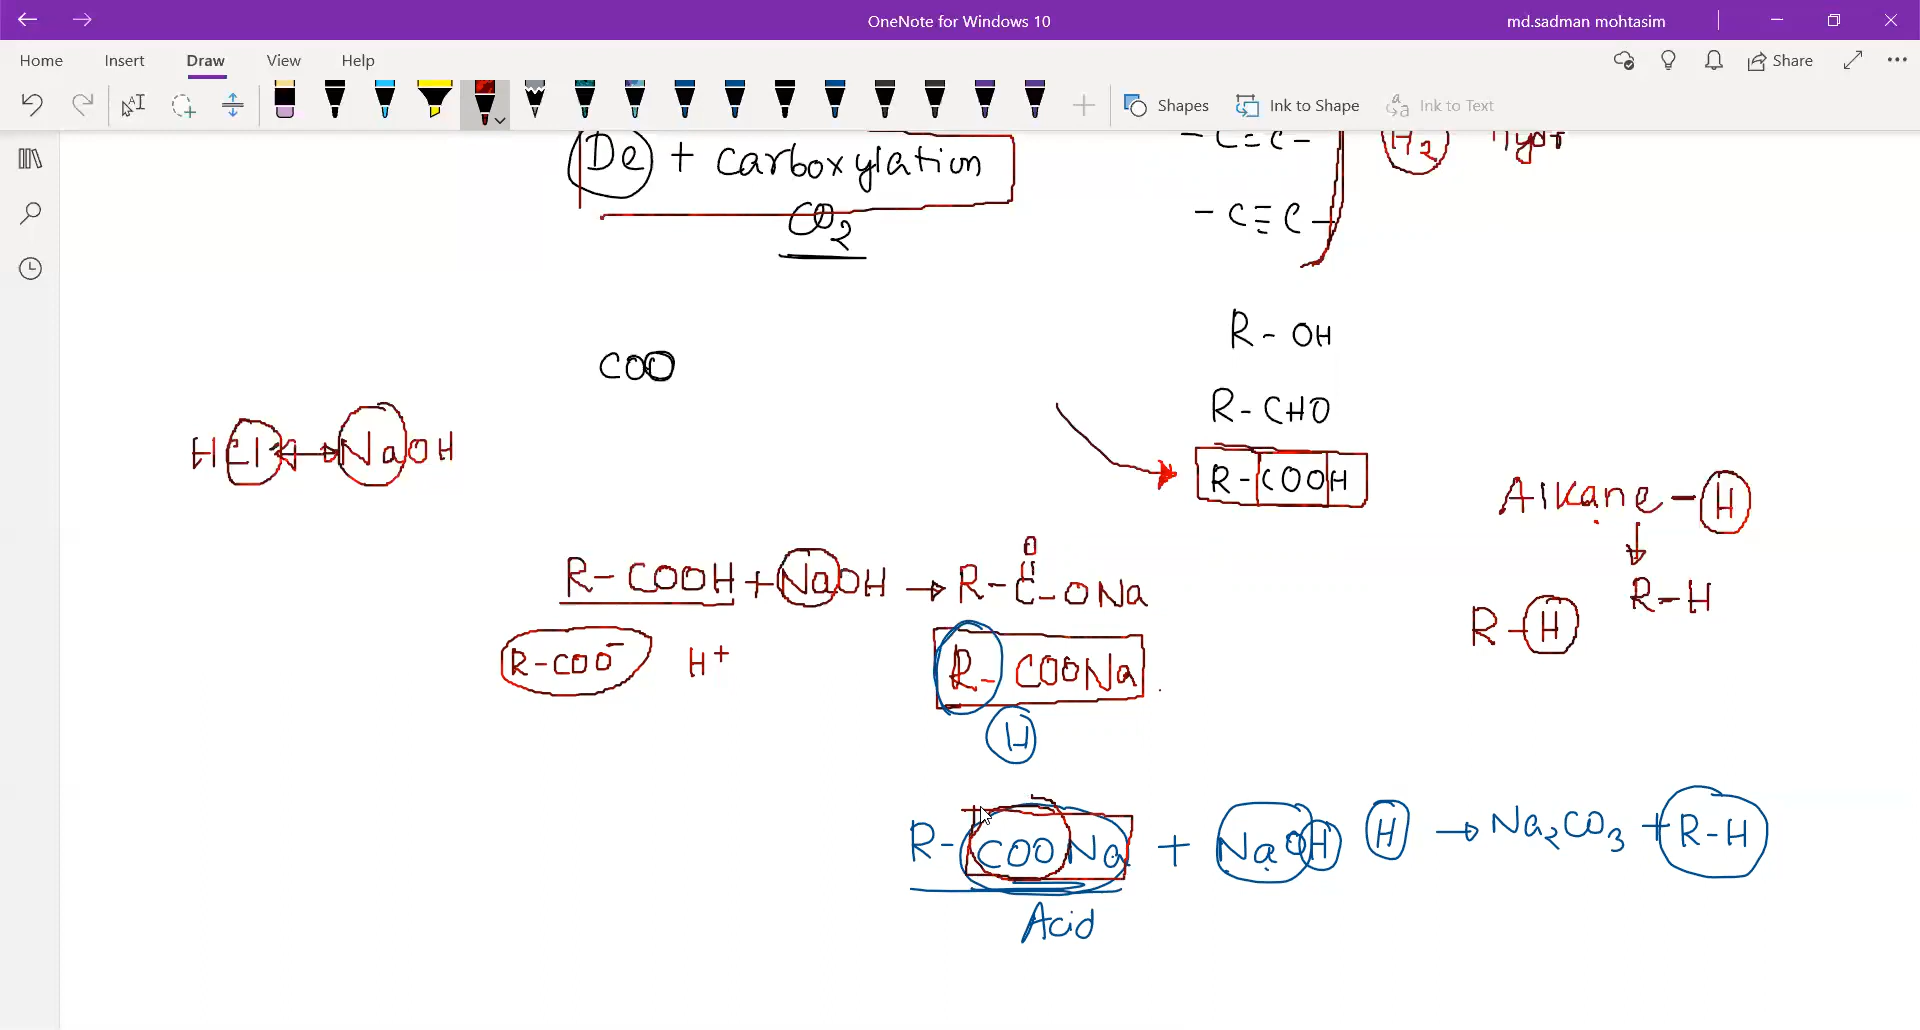 OneNote for Windows 10
md.sadman mohtasim
Home Insert Draw View Help
Share
Shapes Ink to Shape Ink to Text
De + carboxylation
CO2
- C=C-
H2
- C≡C-
R - OH
COO
R - CHO
HCl ↔ NaOH
R - COOH
Alkane - H
↓
R-H
R-COOH + NaOH → R-C-ONa
O
||
R-COO⁻ H+
R-H
R- COONa
H
R- COONa + NaOH H → Na2CO3 + R-H
Acid